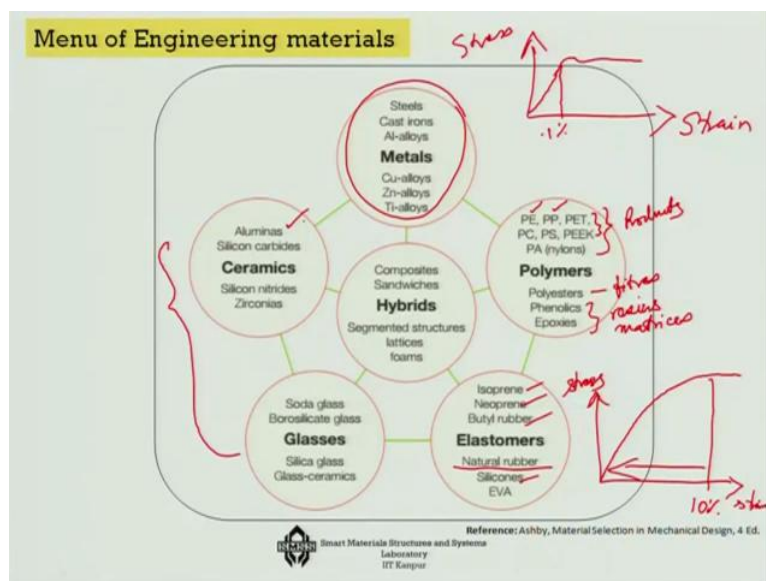 Menu of Engineering materials
Stress
Strain
.1%
Steels
Cast irons
Al-alloys
Metals
Cu-alloys
Zn-alloys
Ti-alloys
Aluminas
Silicon carbides
Ceramics
Silicon nitrides
Zirconias
Composites
Sandwiches
Hybrids
Segmented structures
lattices
foams
PE, PP, PET,
PC, PS, PEEK
PA (nylons)
Polymers
Polyesters
Phenolics
Epoxies
Products
fibres
resins
matrices
Soda glass
Borosilicate glass
Glasses
Silica glass
Glass-ceramics
Isoprene
Neoprene
Butyl rubber
Elastomers
Natural rubber
Silicones
EVA
stress
10%
Reference: Ashby, Material Selection in Mechanical Design, 4 Ed.
SMSS
Smart Materials Structures and Systems
Laboratory
IIT Kanpur